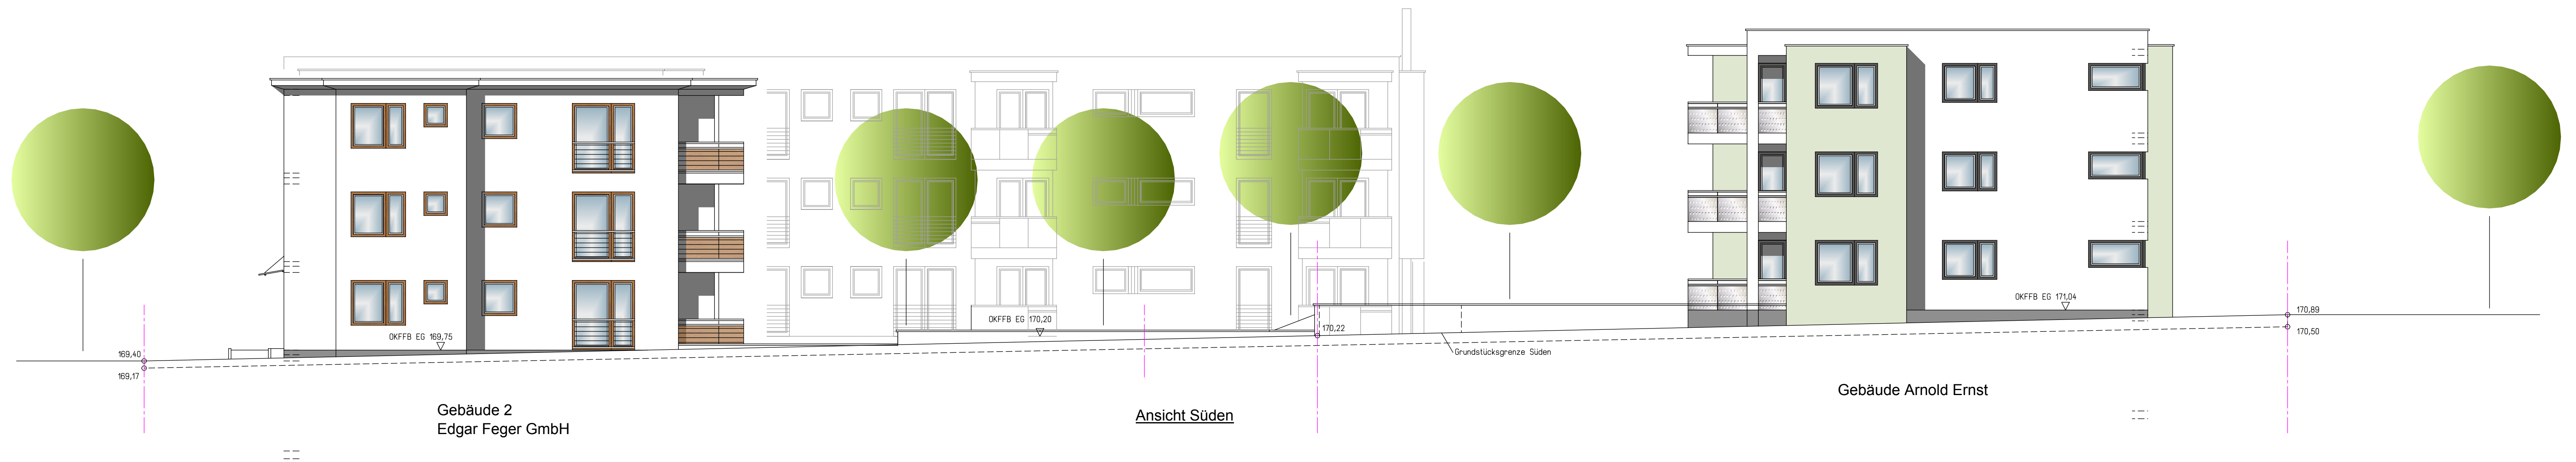 OKFFB EG 169,75
169,40
169,17
OKFFB EG 170,20
170,22
Grundstücksgrenze Süden
OKFFB EG 171,04
170,89
170,50
Gebäude 2
Edgar Feger GmbH
Ansicht Süden
Gebäude Arnold Ernst